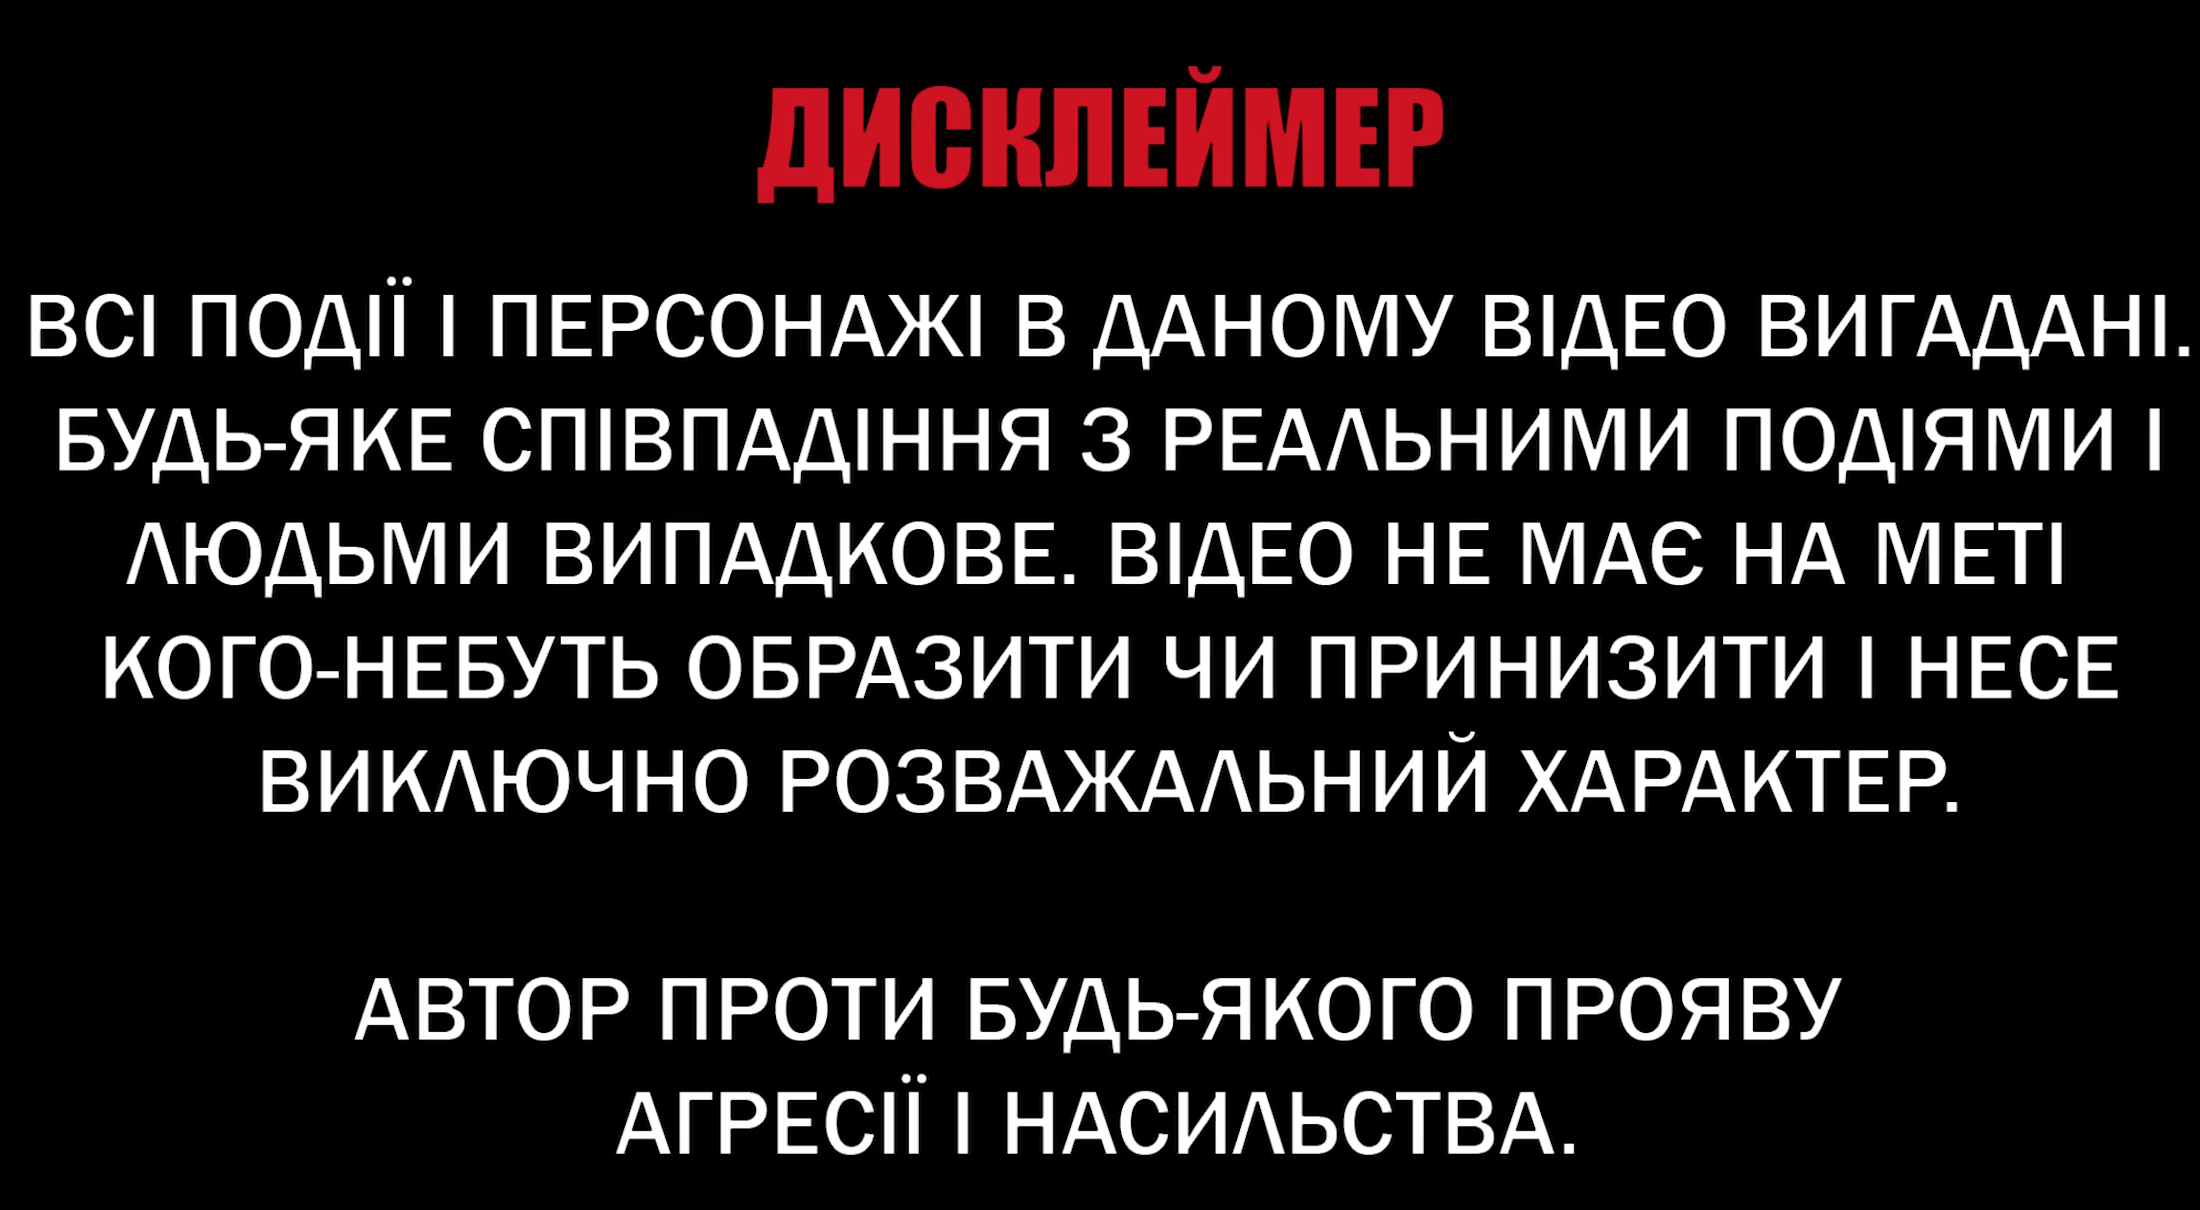 ДИСКЛЕЙМЕР
ВСІ ПОДІЇ І ПЕРСОНАЖІ В ДАНОМУ ВІДЕО ВИГАДАНІ.
БУДЬ-ЯКЕ СПІВПАДІННЯ З РЕАЛЬНИМИ ПОДІЯМИ І
ЛЮДЬМИ ВИПАДКОВЕ. ВІДЕО НЕ МАЄ НА МЕТІ
КОГО-НЕБУТЬ ОБРАЗИТИ ЧИ ПРИНИЗИТИ І НЕСЕ
ВИКЛЮЧНО РОЗВАЖАЛЬНИЙ ХАРАКТЕР.
АВТОР ПРОТИ БУДЬ-ЯКОГО ПРОЯВУ
АГРЕСІЇ І НАСИЛЬСТВА.